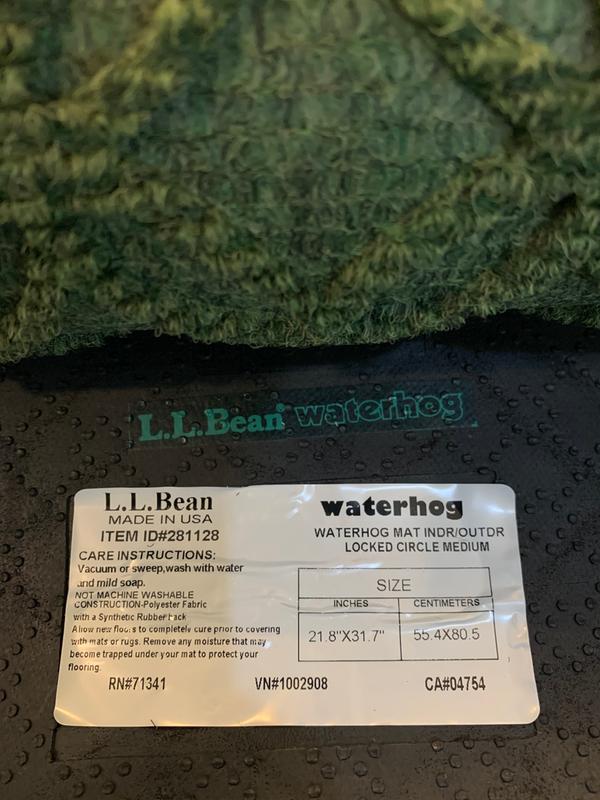 L.L.Bean® waterhog
L.L.Bean
MADE IN USA
ITEM ID#281128
CARE INSTRUCTIONS:
Vacuum or sweep,wash with water
and mild soap.
NOT MACHINE WASHABLE
CONSTRUCTION-Polyester Fabric
with a Synthetic Rubber back
Allow new floors to completely cure prior to covering
with mats or rugs. Remove any moisture that may
become trapped under your mat to protect your
flooring.
waterhog
WATERHOG MAT INDR/OUTDR
LOCKED CIRCLE MEDIUM
SIZE
INCHES CENTIMETERS
21.8"X31.7" 55.4X80.5
RN#71341 VN#1002908 CA#04754